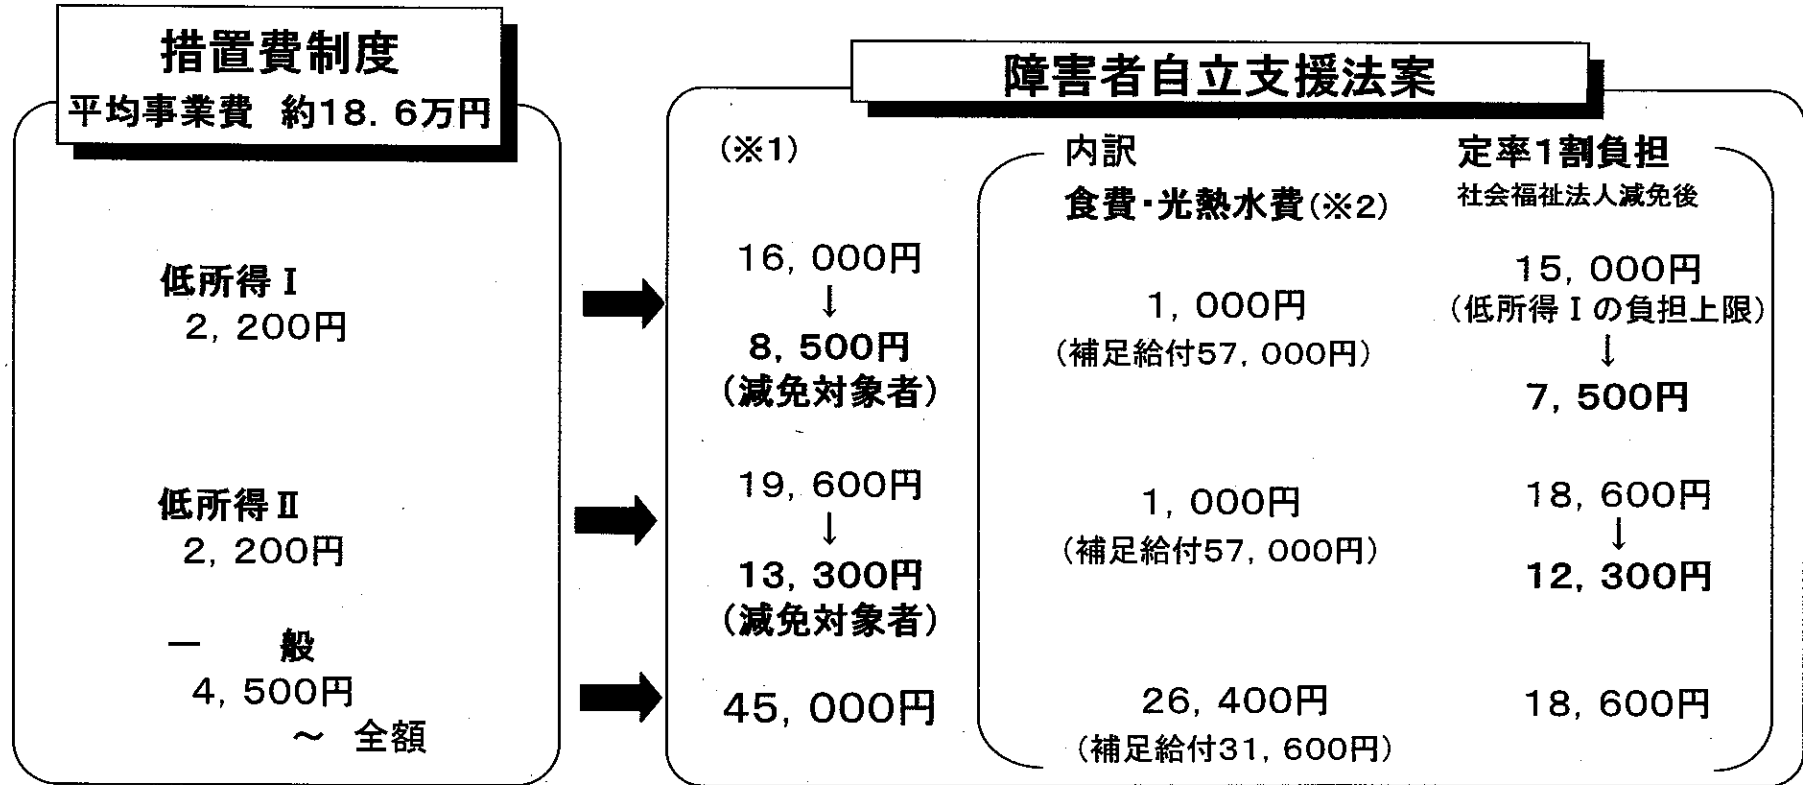 措置費制度
平均事業費 約18.6万円
低所得Ⅰ
2,200円
低所得Ⅱ
2,200円
一 般
4,500円
～ 全額
障害者自立支援法案
(※1)
16,000円
↓
8,500円
(減免対象者)
19,600円
↓
13,300円
(減免対象者)
45,000円
内訳
食費・光熱水費(※2)
1,000円
(補足給付57,000円)
1,000円
(補足給付57,000円)
26,400円
(補足給付31,600円)
定率1割負担
社会福祉法人減免後
15,000円
(低所得Ⅰの負担上限)
↓
7,500円
18,600円
↓
12,300円
18,600円